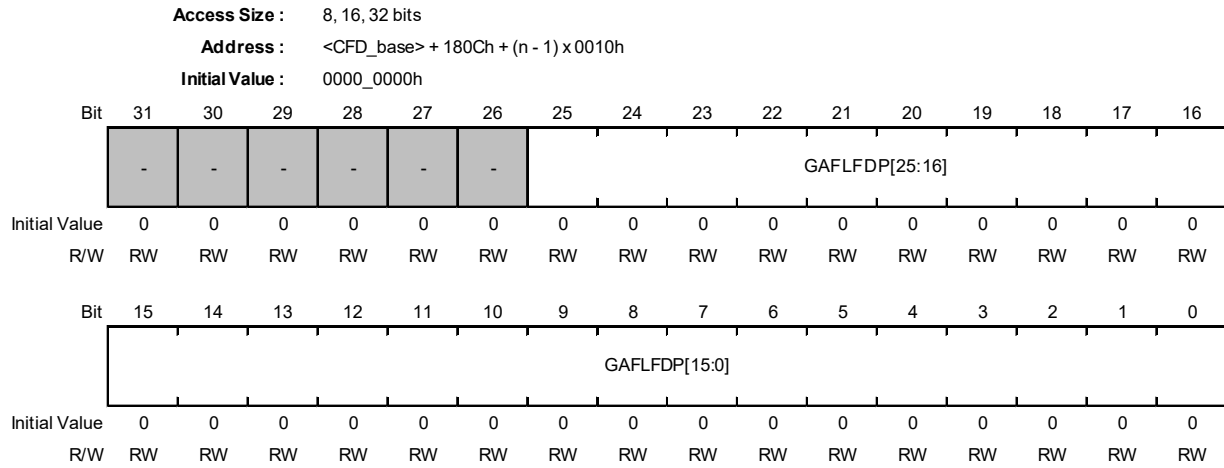 Access Size : 8, 16, 32 bits
Address : <CFD_base> + 180Ch + (n - 1) x 0010h
Initial Value : 0000_0000h
Bit 31 30 29 28 27 26 25 24 23 22 21 20 19 18 17 16
- - - - - - GAFLFDP[25:16]
Initial Value 0 0 0 0 0 0 0 0 0 0 0 0 0 0 0 0
R/W RW RW RW RW RW RW RW RW RW RW RW RW RW RW RW RW
Bit 15 14 13 12 11 10 9 8 7 6 5 4 3 2 1 0
GAFLFDP[15:0]
Initial Value 0 0 0 0 0 0 0 0 0 0 0 0 0 0 0 0
R/W RW RW RW RW RW RW RW RW RW RW RW RW RW RW RW RW